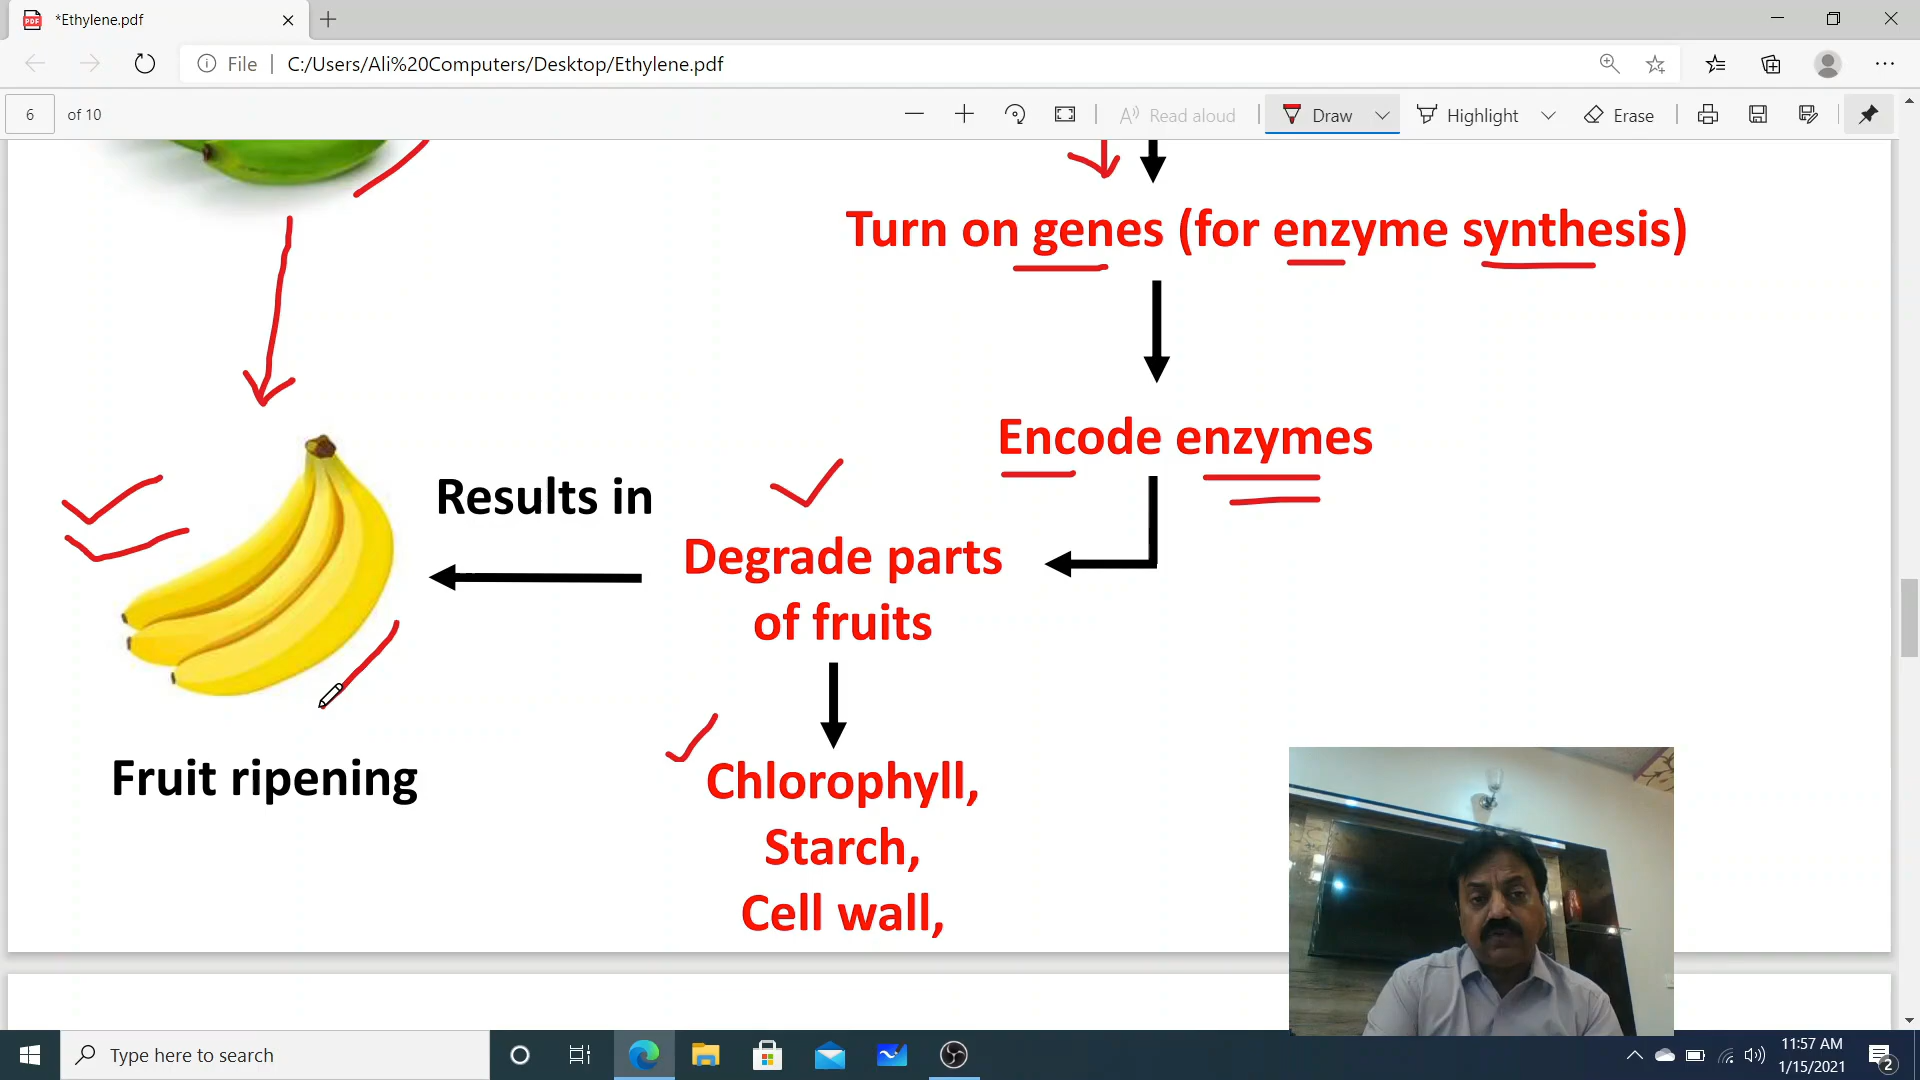 *Ethylene.pdf
File
C:/Users/Ali%20Computers/Desktop/Ethylene.pdf
6 of 10
Read aloud
Draw
Highlight
Erase
Turn on genes (for enzyme synthesis)
Encode enzymes
Results in
Degrade parts
of fruits
Fruit ripening
Chlorophyll,
Starch,
Cell wall,
Type here to search
11:57 AM
1/15/2021
2